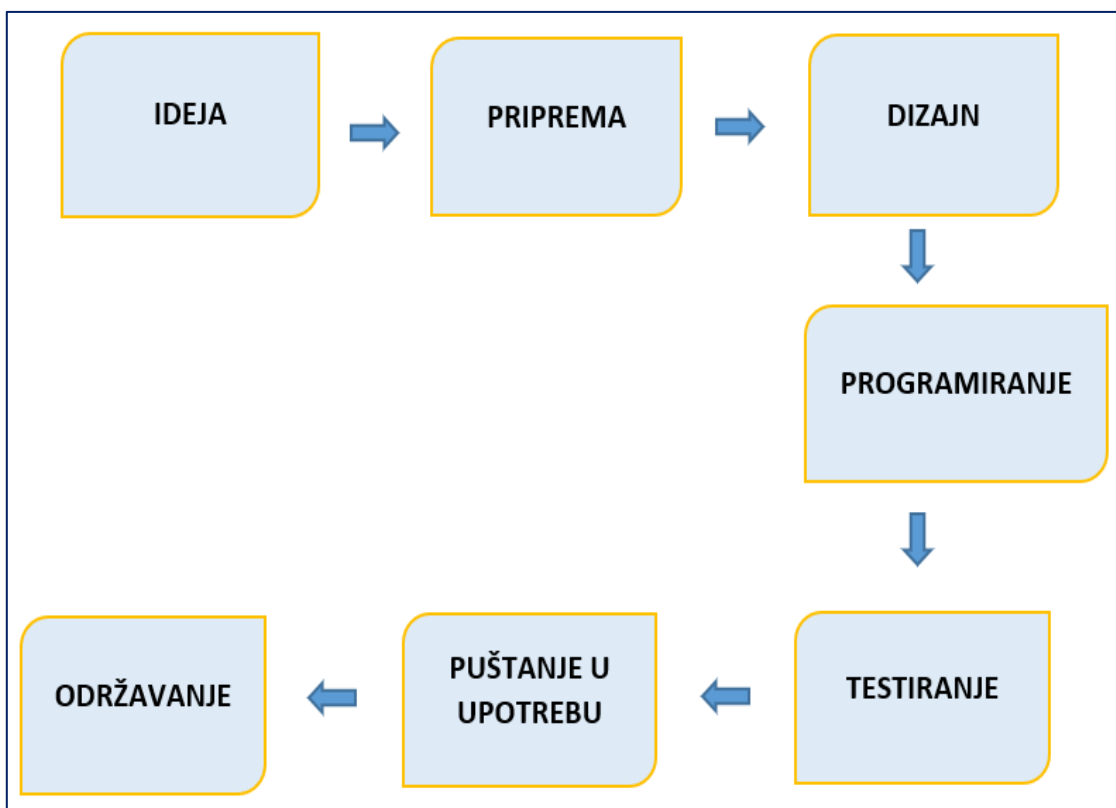 IDEJA
PRIPREMA
DIZAJN
PROGRAMIRANJE
TESTIRANJE
PUŠTANJE U
UPOTREBU
ODRŽAVANJE